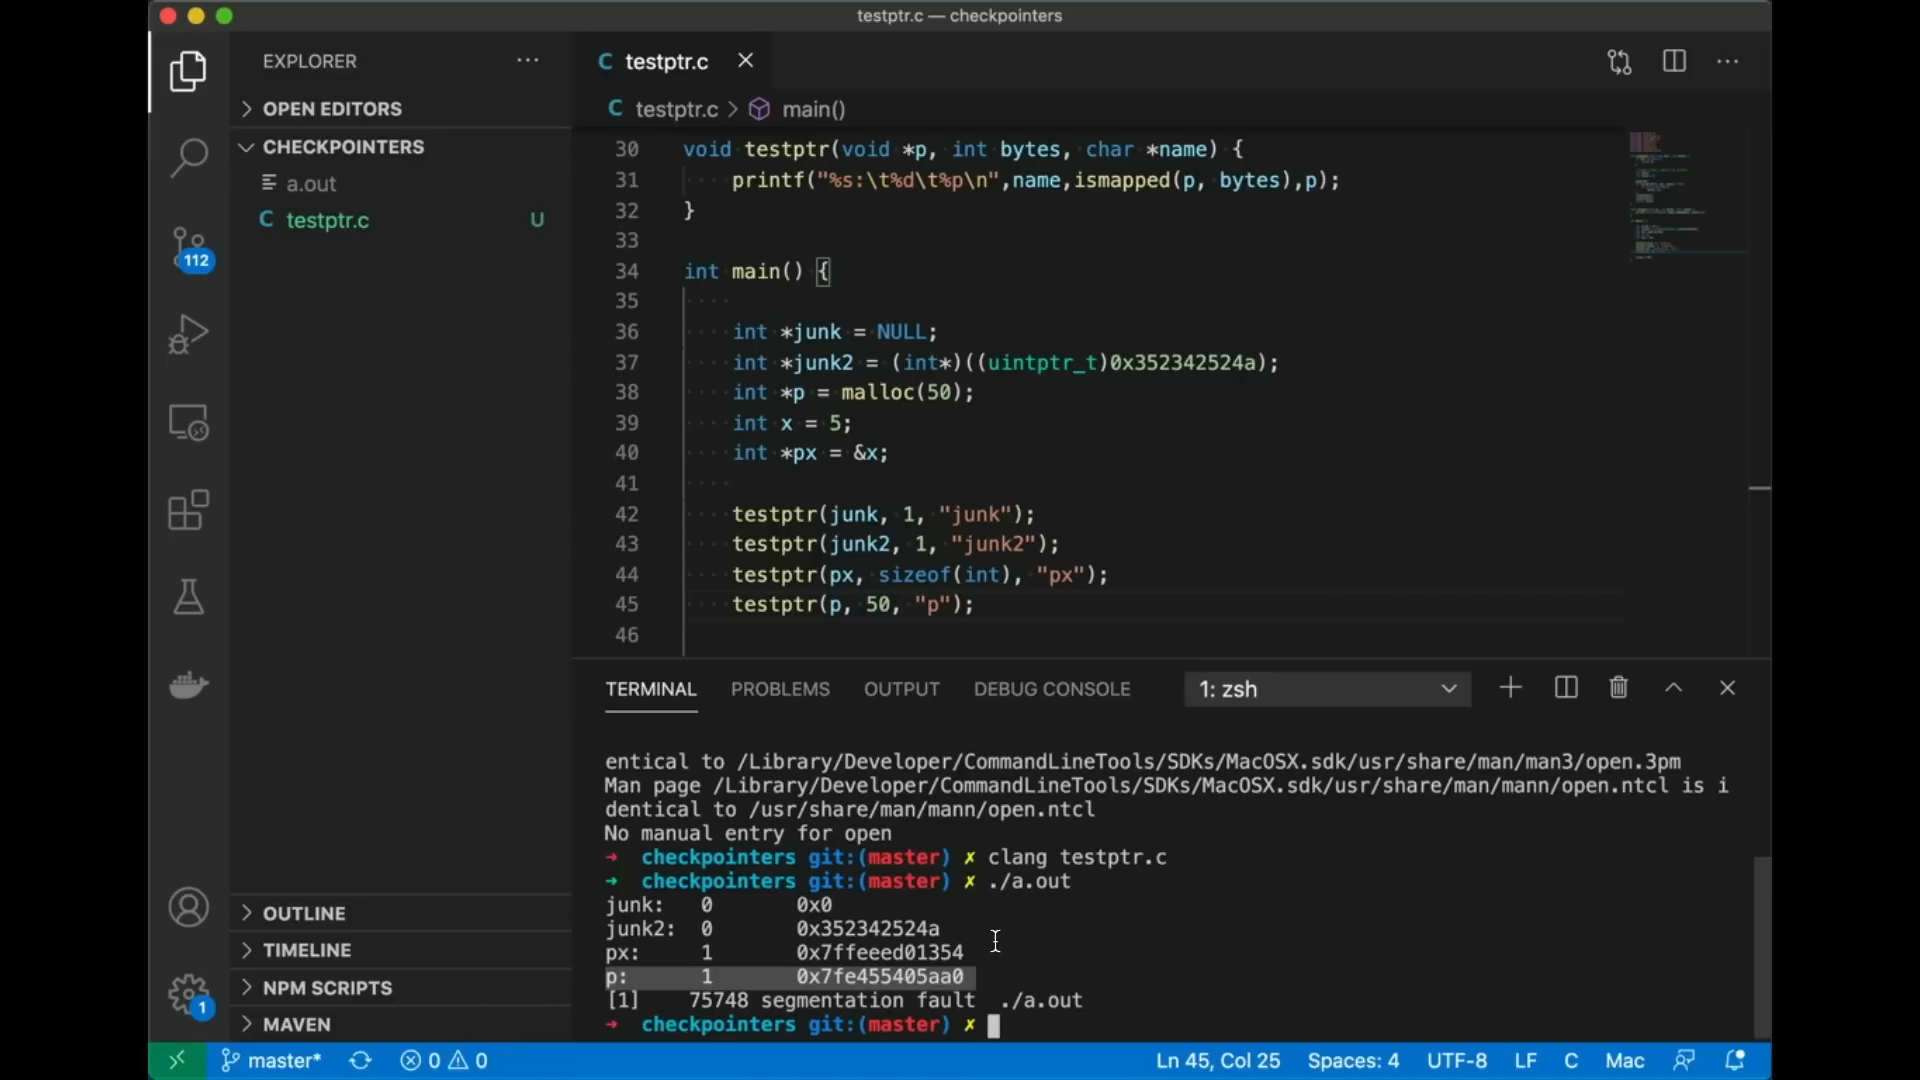 testptr.c — checkpointers
EXPLORER
OPEN EDITORS
CHECKPOINTERS
a.out
C testptr.c U
112
OUTLINE
TIMELINE
NPM SCRIPTS
MAVEN
1
C testptr.c
C testptr.c > main()
30 void testptr(void *p, int bytes, char *name) {
31 printf("%s:\t%d\t%p\n",name,ismapped(p, bytes),p);
32 }
33
34 int main() {
35
36 int *junk = NULL;
37 int *junk2 = (int*)((uintptr_t)0x352342524a);
38 int *p = malloc(50);
39 int x = 5;
40 int *px = &x;
41
42 testptr(junk, 1, "junk");
43 testptr(junk2, 1, "junk2");
44 testptr(px, sizeof(int), "px");
45 testptr(p, 50, "p");
46
TERMINAL PROBLEMS OUTPUT DEBUG CONSOLE 1: zsh
entical to /Library/Developer/CommandLineTools/SDKs/MacOSX.sdk/usr/share/man/man3/open.3pm
Man page /Library/Developer/CommandLineTools/SDKs/MacOSX.sdk/usr/share/man/mann/open.ntcl is i
dentical to /usr/share/man/mann/open.ntcl
No manual entry for open
➜ checkpointers git:(master) ✗ clang testptr.c
➜ checkpointers git:(master) ✗ ./a.out
junk: 0 0x0
junk2: 0 0x352342524a
px: 1 0x7ffeeed01354
p: 1 0x7fe455405aa0
[1] 75748 segmentation fault ./a.out
➜ checkpointers git:(master) ✗
master* 0 0 Ln 45, Col 25 Spaces: 4 UTF-8 LF C Mac